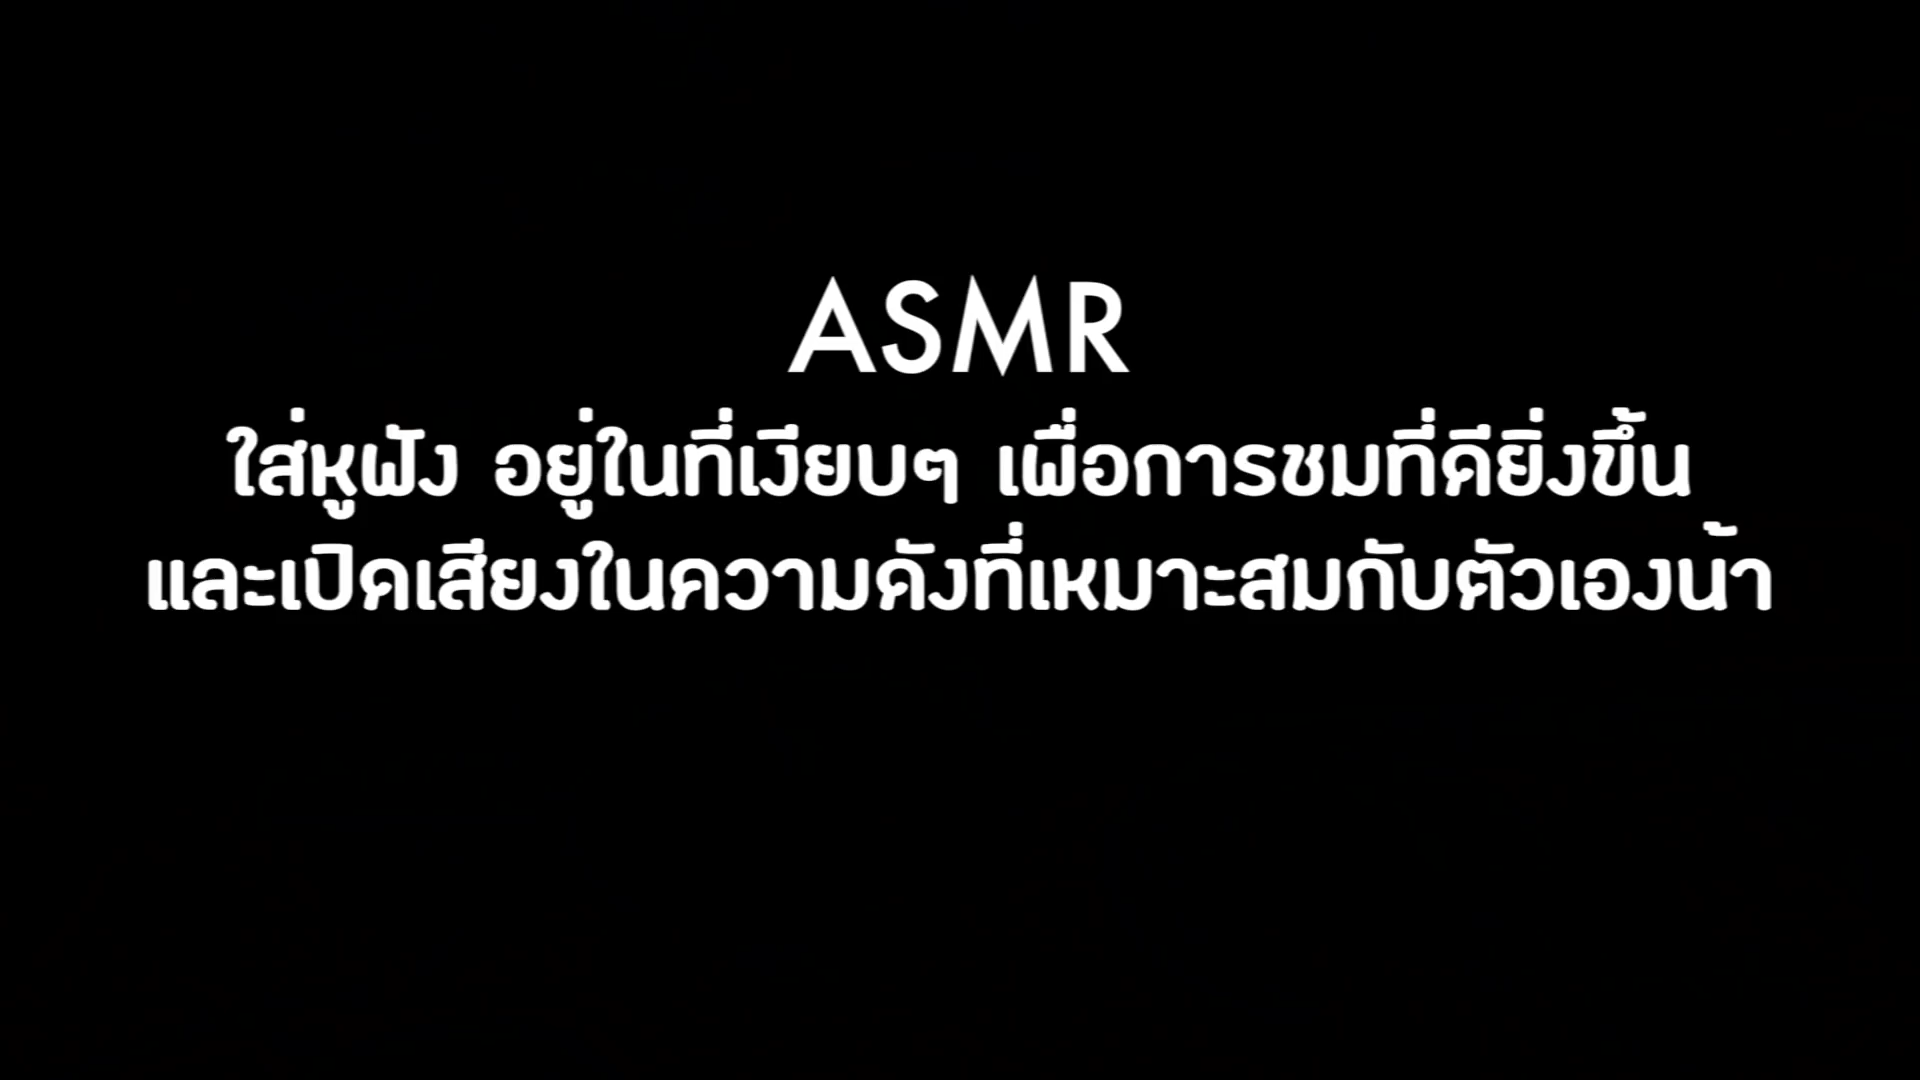 ASMR
ใส่หูฟัง อยู่ในที่เงียบๆ เพื่อการชมที่ดียิ่งขึ้น
และเปิดเสียงในความดังที่เหมาะสมกับตัวเองน้า